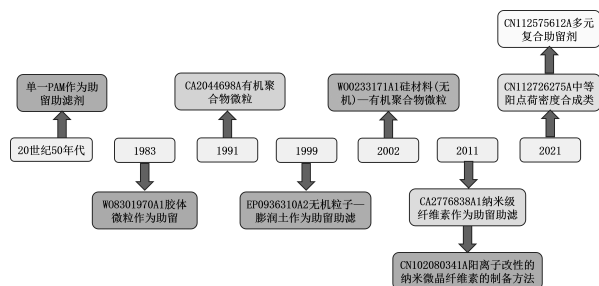 CN112575612A多元
复合助留剂
单一PAM作为助
留助滤剂
CA2044698A有机聚
合物微粒
WO0233171A1硅材料(无
机)—有机聚合物微粒
CN112726275A中等
阳点荷密度合成类
20世纪50年代
1983
1991
1999
2002
2011
2021
WO8301970A1胶体
微粒作为助留
EP0936310A2无机粒子—
膨润土作为助留助滤
CA2776838A1纳米级
纤维素作为助留助滤
CN102080341A阳离子改性的
纳米微晶纤维素的制备方法